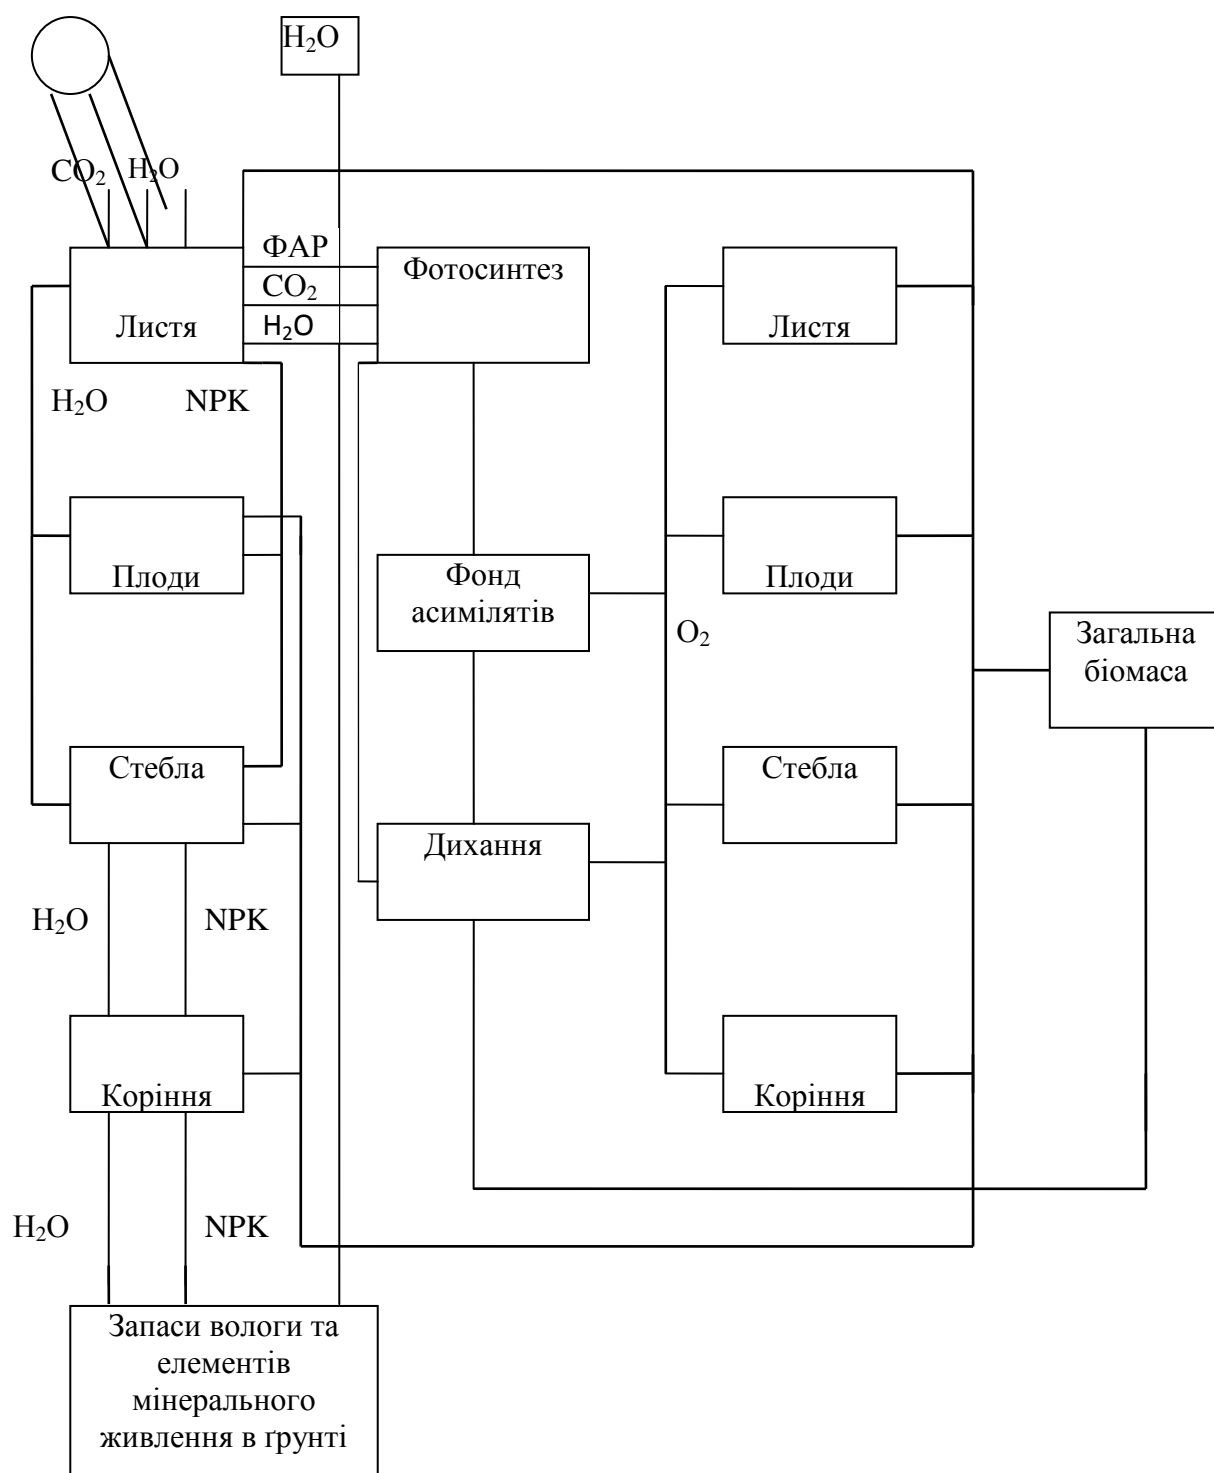 H₂O
CO₂
H₂O
ФАР
CO₂
H₂O
Листя
Фотосинтез
Листя
H₂O
NPK
Плоди
Фонд
асимілятів
Плоди
O₂
Загальна
біомаса
Стебла
Стебла
Дихання
H₂O
NPK
Коріння
Коріння
H₂O
NPK
Запаси вологи та
елементів
мінерального
живлення в ґрунті